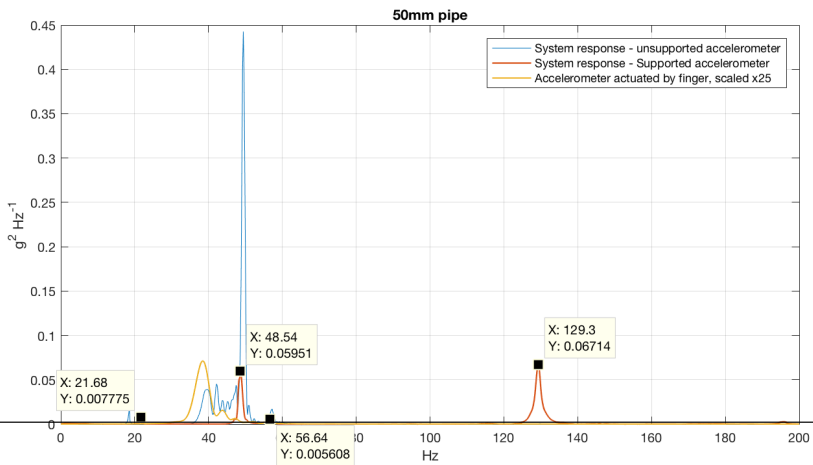 50mm pipe
System response - unsupported accelerometer
System response - Supported accelerometer
Accelerometer actuated by finger, scaled x25
g2 Hz-1
0.45
0.4
0.35
0.3
0.25
0.2
0.15
0.1
0.05
0
X: 48.54
Y: 0.05951
X: 129.3
Y: 0.06714
X: 21.68
Y: 0.007775
X: 56.64
Y: 0.005608
0
20
40
60
80
100
120
140
160
180
200
Hz